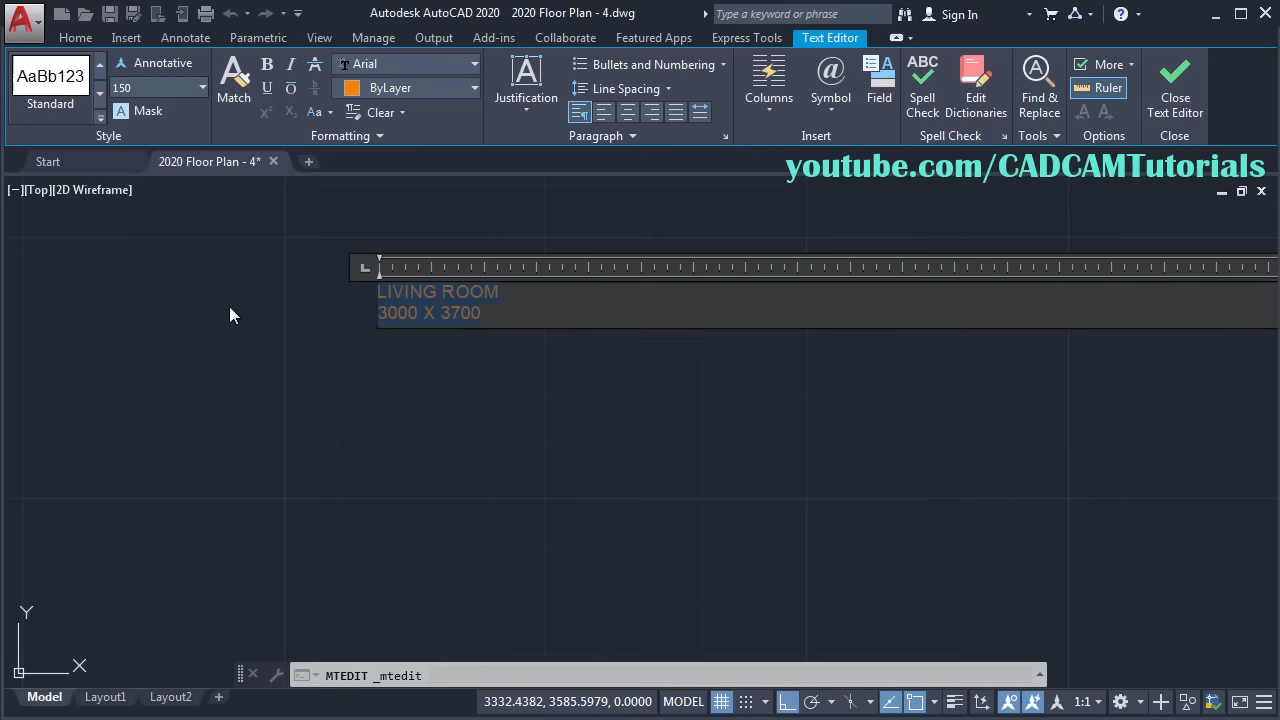 A
Autodesk AutoCAD 2020 2020 Floor Plan - 4.dwg
Type a keyword or phrase
Sign In
?
Home Insert Annotate Parametric View Manage Output Add-ins Collaborate Featured Apps Express Tools Text Editor
AaBb123
Standard
Annotative
150
Mask
Style
Match
B I A
U O
Aa
Arial
ByLayer
Clear
Formatting
Justification
Bullets and Numbering
Line Spacing
Paragraph
Columns
@
Symbol
Field
Insert
ABC
Spell
Check
Edit
Dictionaries
Spell Check
Find &
Replace
Tools
More
Ruler
Options
Close
Text Editor
Close
Start
2020 Floor Plan - 4*
youtube.com/CADCAMTutorials
[−][Top][2D Wireframe]
LIVING ROOM
3000 X 3700
Y
X
MTEDIT _mtedit
Model Layout1 Layout2
3332.4382, 3585.5979, 0.0000 MODEL
1:1